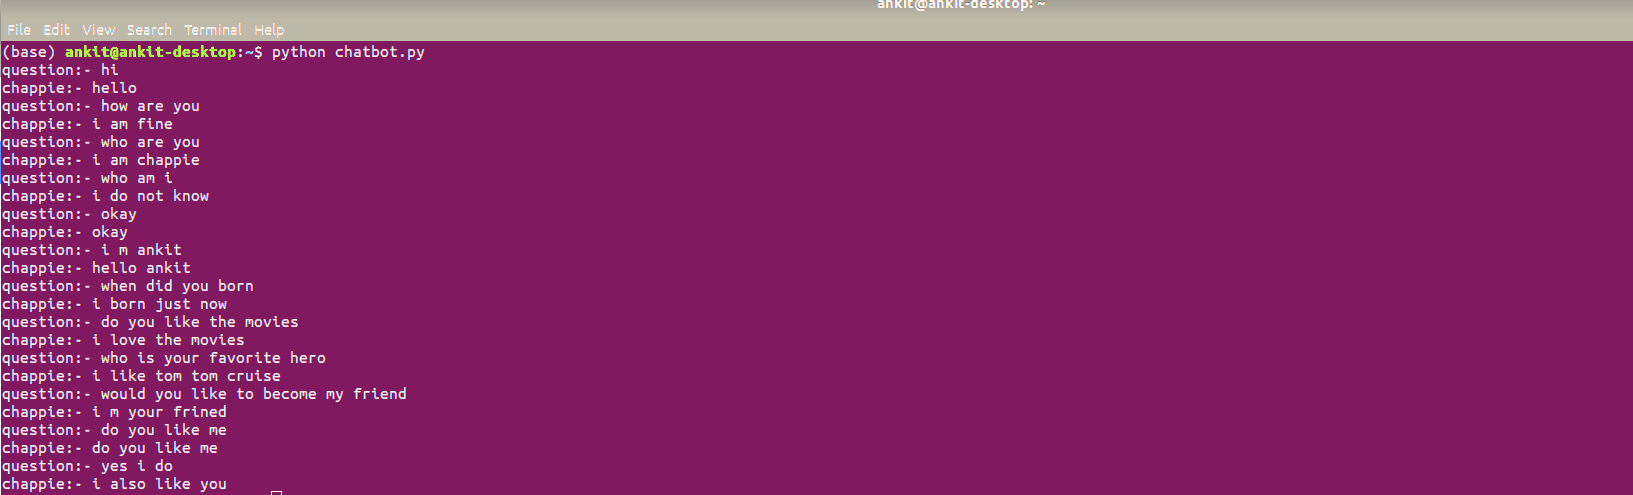 ankit@ankit-desktop: ~
File Edit View Search Terminal Help
(base) ankit@ankit-desktop:~$ python chatbot.py
question:- hi
chappie:- hello
question:- how are you
chappie:- i am fine
question:- who are you
chappie:- i am chappie
question:- who am i
chappie:- i do not know
question:- okay
chappie:- okay
question:- i m ankit
chappie:- hello ankit
question:- when did you born
chappie:- i born just now
question:- do you like the movies
chappie:- i love the movies
question:- who is your favorite hero
chappie:- i like tom tom cruise
question:- would you like to become my friend
chappie:- i m your frined
question:- do you like me
chappie:- do you like me
question:- yes i do
chappie:- i also like you